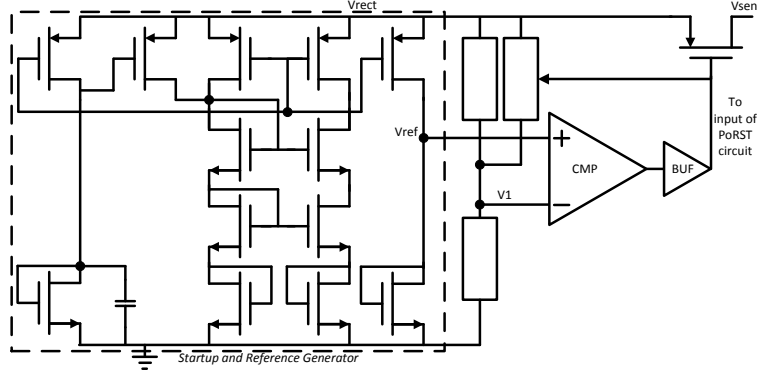 Vrect
Vsen
Vref
CMP
BUF
To
input of
PoRST
circuit
V1
Startup and Reference Generator